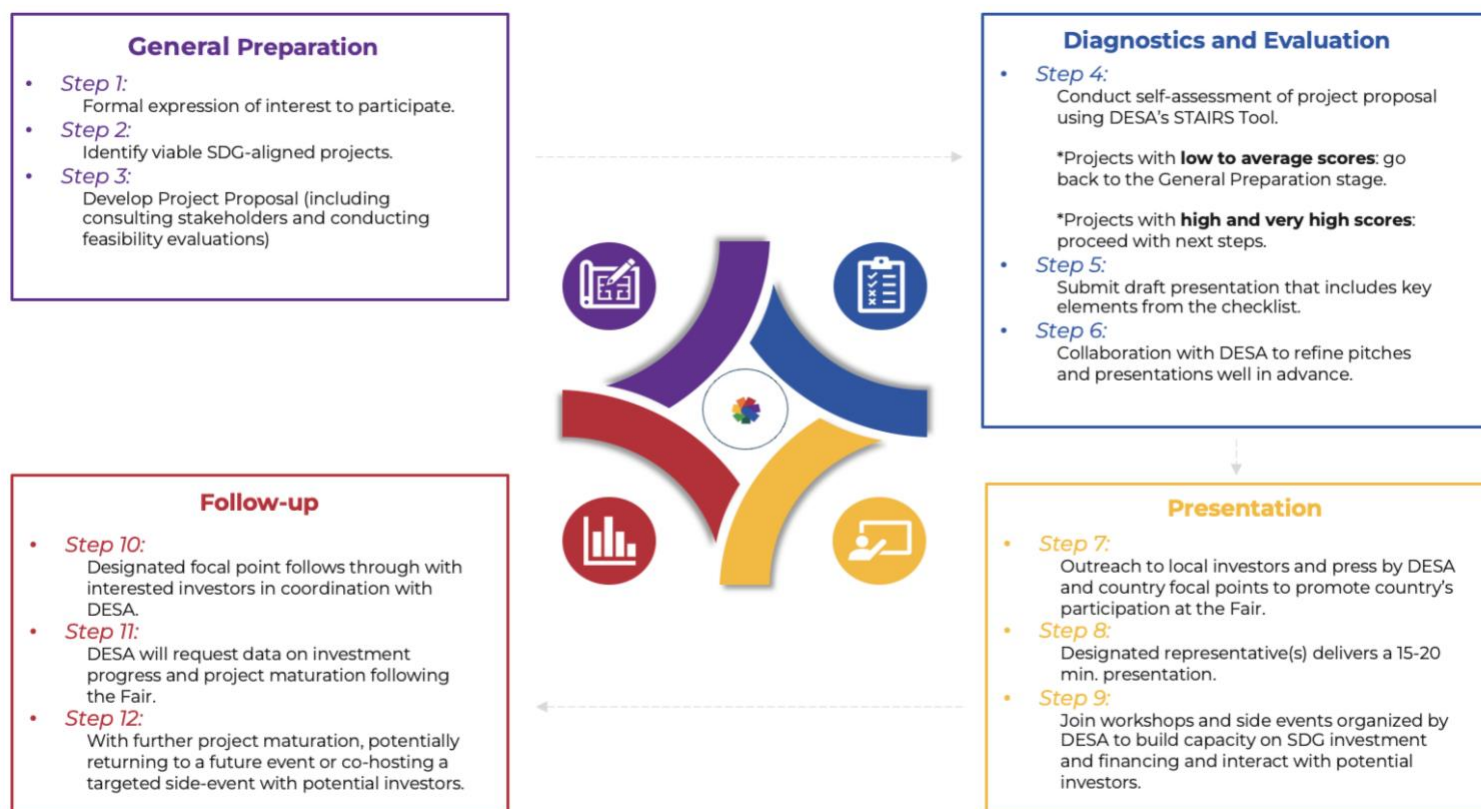 General Preparation
• Step 1:
Formal expression of interest to participate.
• Step 2:
Identify viable SDG-aligned projects.
• Step 3:
Develop Project Proposal (including
consulting stakeholders and conducting
feasibility evaluations)
Diagnostics and Evaluation
• Step 4:
Conduct self-assessment of project proposal
using DESA’s STAIRS Tool.
*Projects with low to average scores: go
back to the General Preparation stage.
*Projects with high and very high scores:
proceed with next steps.
• Step 5:
Submit draft presentation that includes key
elements from the checklist.
• Step 6:
Collaboration with DESA to refine pitches
and presentations well in advance.
Presentation
• Step 7:
Outreach to local investors and press by DESA
and country focal points to promote country’s
participation at the Fair.
• Step 8:
Designated representative(s) delivers a 15-20
min. presentation.
• Step 9:
Join workshops and side events organized by
DESA to build capacity on SDG investment
and financing and interact with potential
investors.
Follow-up
• Step 10:
Designated focal point follows through with
interested investors in coordination with
DESA.
• Step 11:
DESA will request data on investment
progress and project maturation following
the Fair.
• Step 12:
With further project maturation, potentially
returning to a future event or co-hosting a
targeted side-event with potential investors.